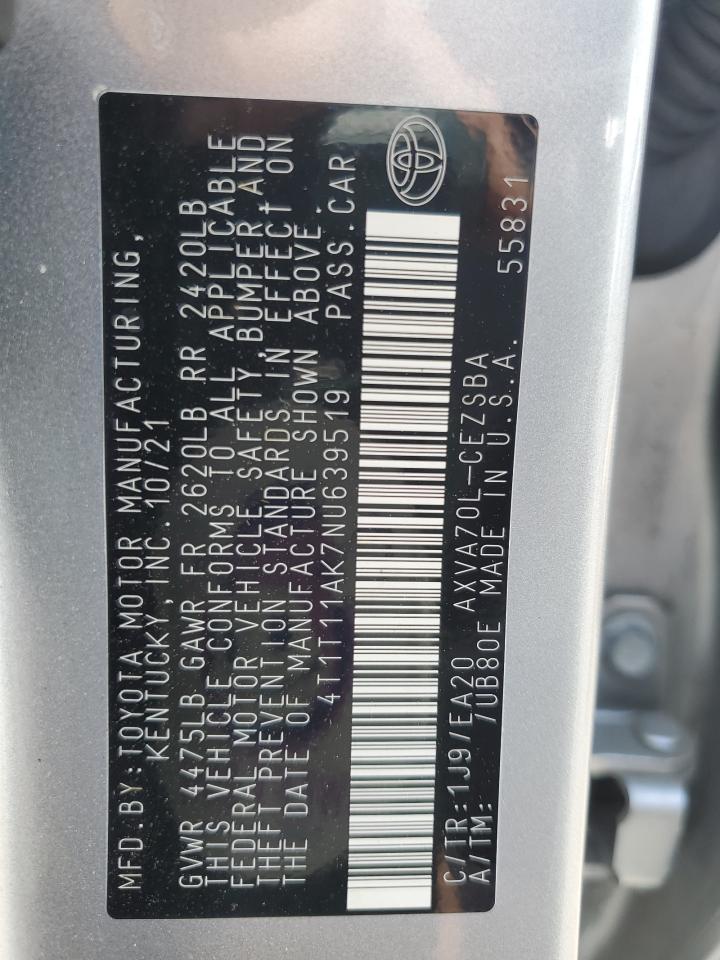 MFD.BY:TOYOTA MOTOR MANUFACTURING,
KENTUCKY,INC. 10/21
GVWR 4475LB GAWR FR 2620LB RR 2420LB
THIS VEHICLE CONFORMS TO ALL APPLICABLE
FEDERAL MOTOR VEHICLE SAFETY, BUMPER AND
THEFT PREVENTION STANDARDS IN EFFECT ON
THE DATE OF MANUFACTURE SHOWN ABOVE.
4T1T11AK7NU639519 PASS.CAR
C/TR:1J9/EA20 AXVA70L-CEZSBA
A/TM: /UB80E MADE IN U.S.A. 55831